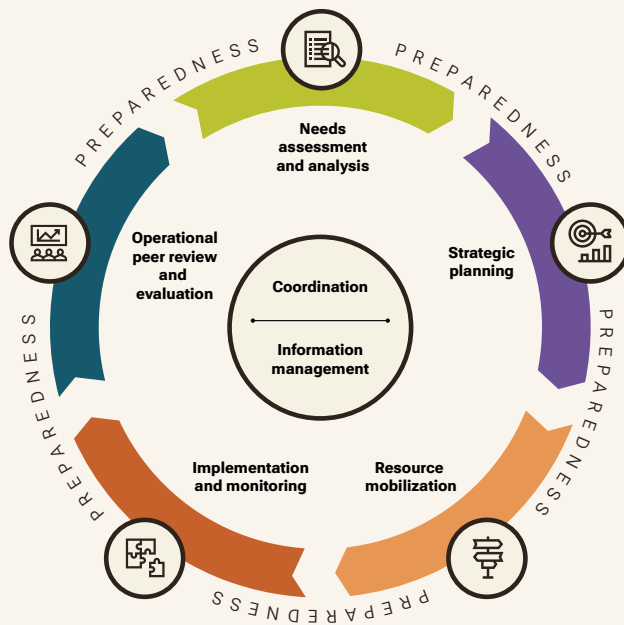 PREPAREDNESS
PREPAREDNESS
Needs
assessment
and analysis
Strategic
planning
PREPAREDNESS
Resource
mobilization
PREPAREDNESS
Implementation
and monitoring
PREPAREDNESS
PREPAREDNESS
Operational
peer review
and
evaluation
Coordination
Information
management